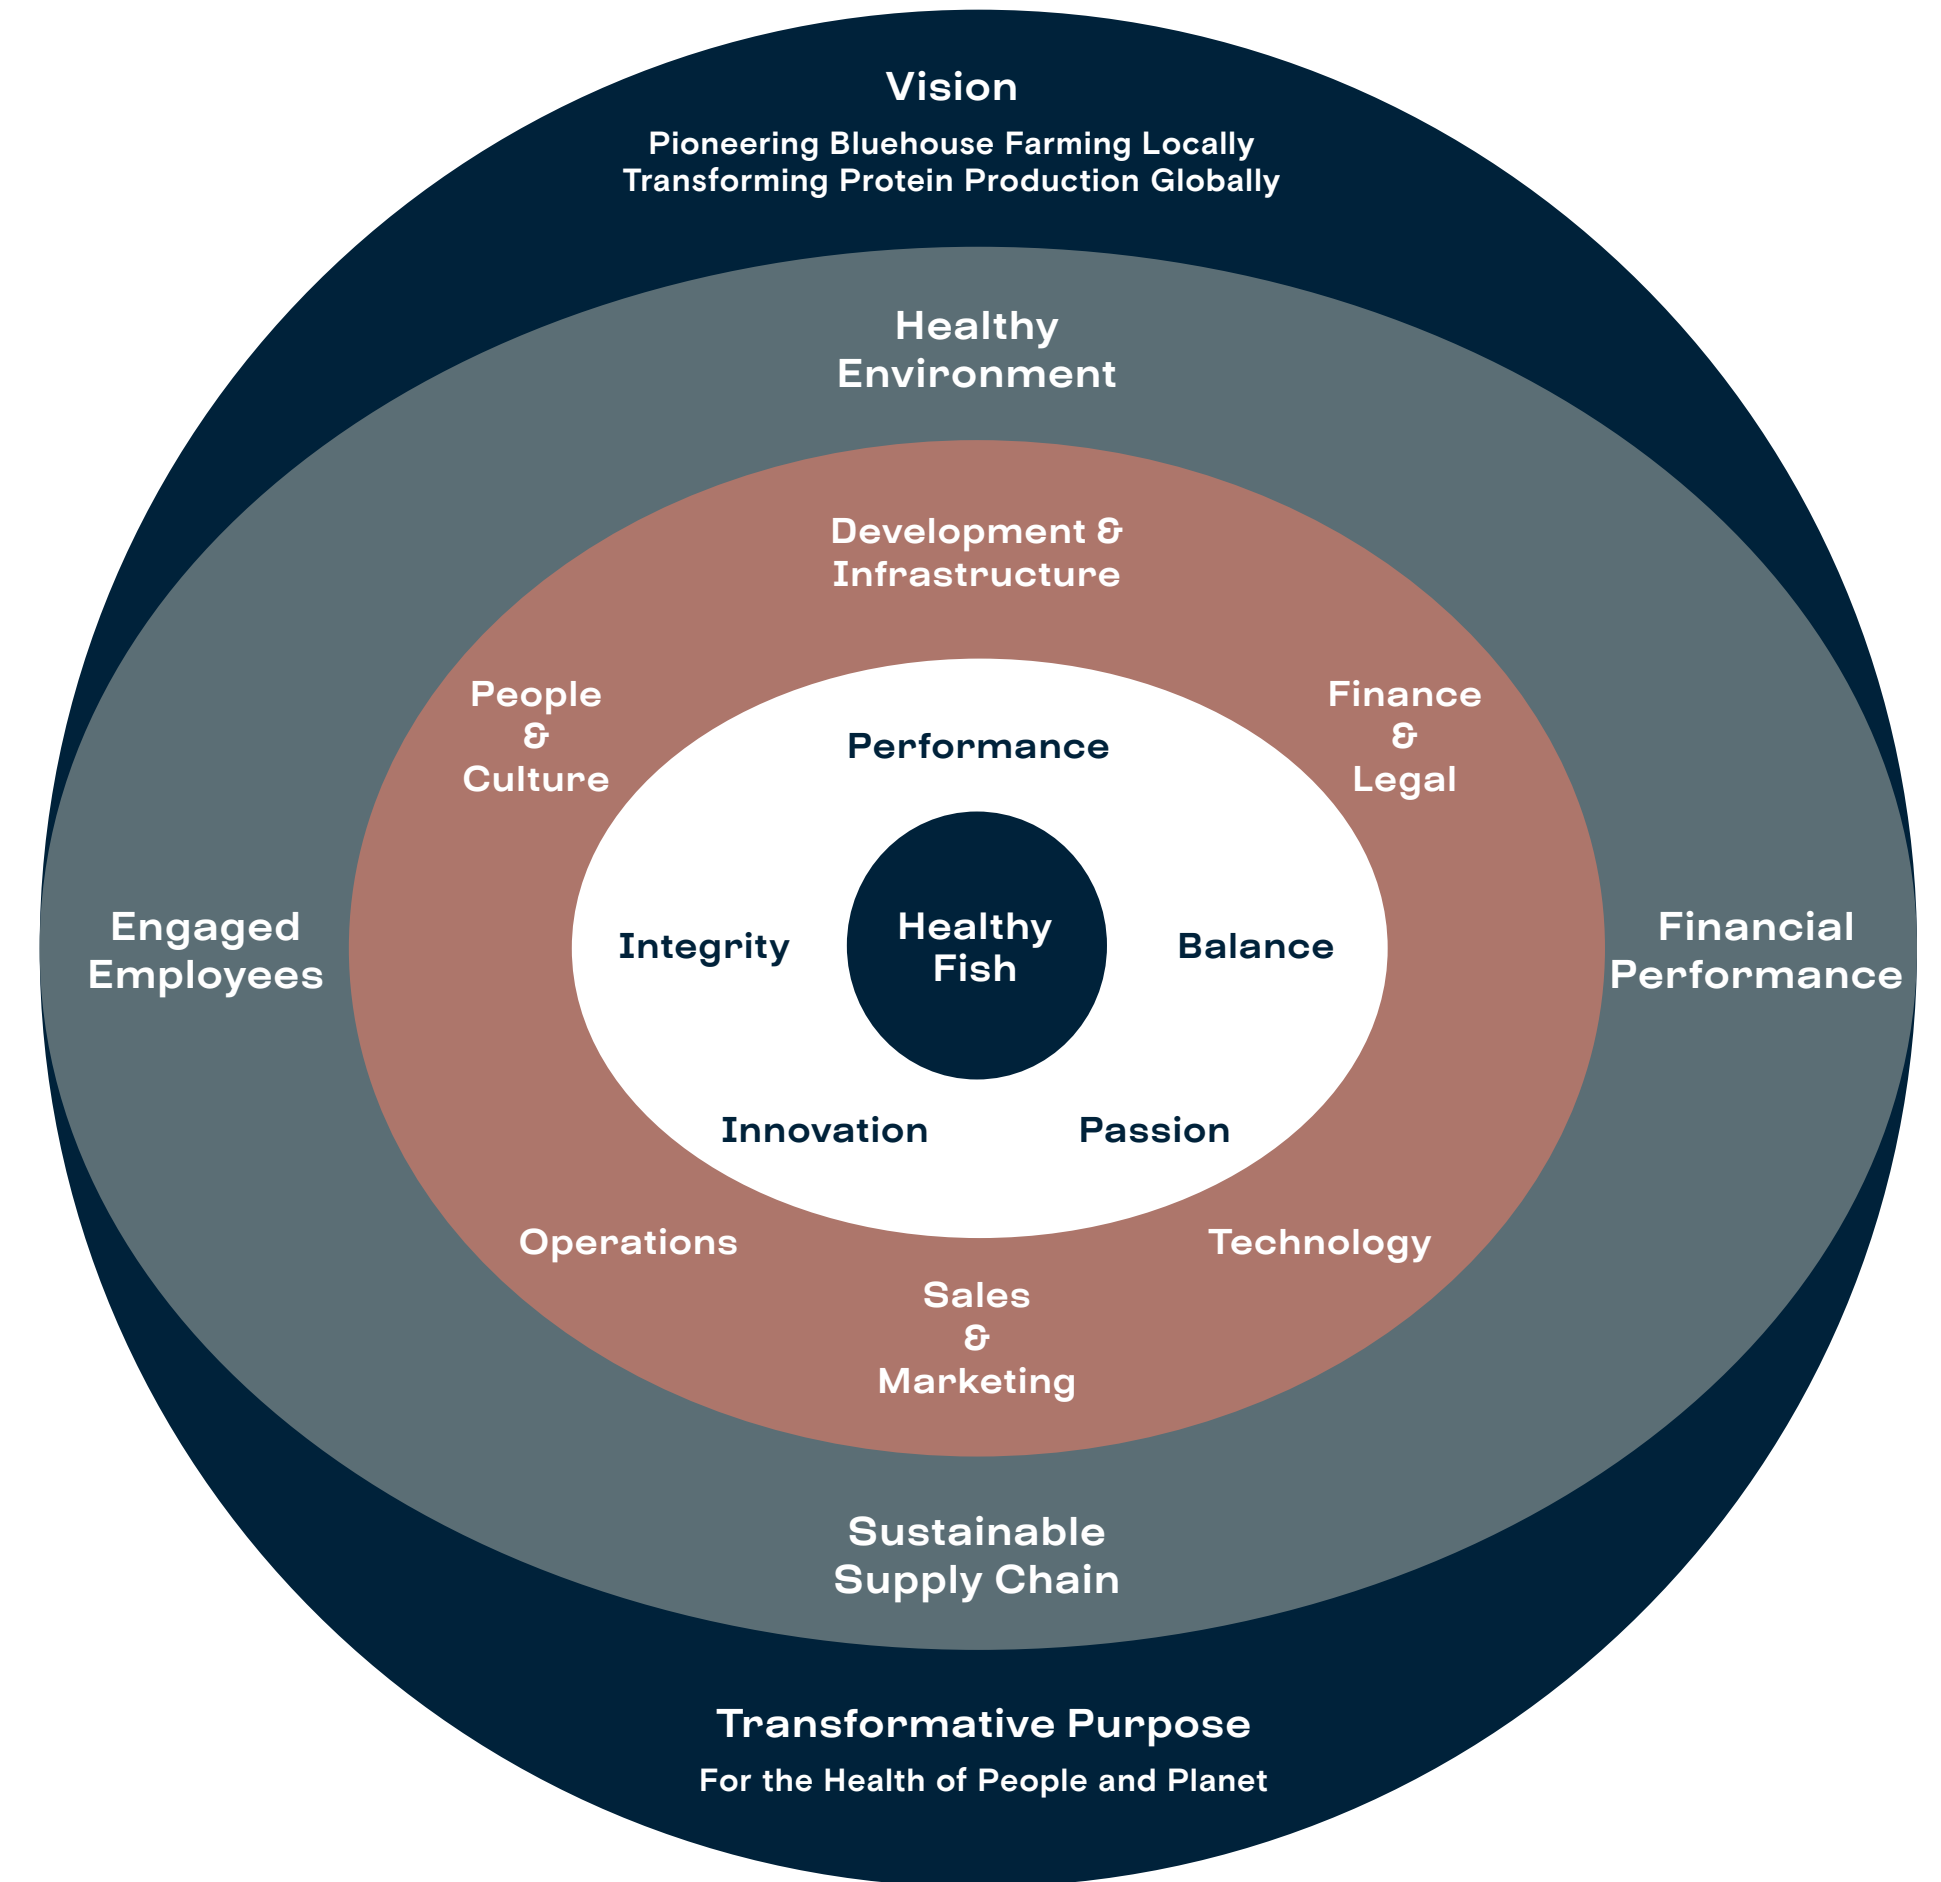 Vision
Pioneering Bluehouse Farming Locally
Transforming Protein Production Globally
Healthy
Environment
Development &
Infrastructure
People
&
Culture
Finance
&
Legal
Performance
Engaged
Employees
Integrity
Healthy
Fish
Balance
Financial
Performance
Innovation
Passion
Operations
Technology
Sales
&
Marketing
Sustainable
Supply Chain
Transformative Purpose
For the Health of People and Planet